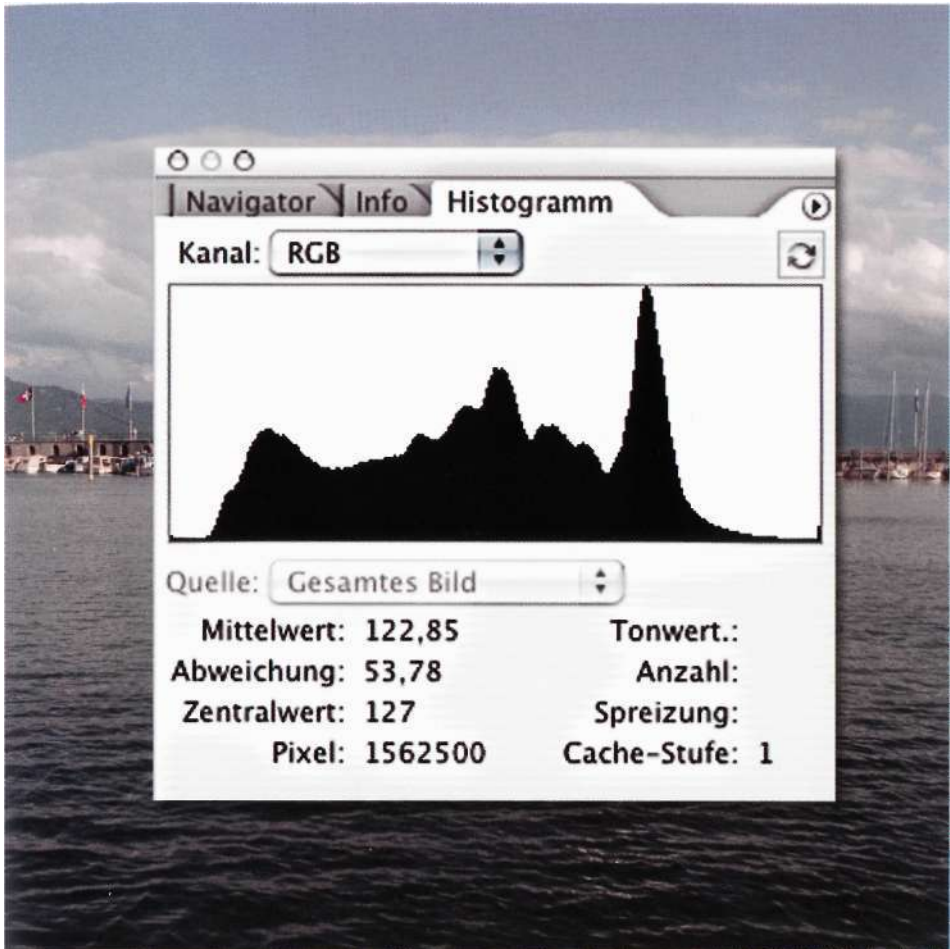 Navigator Info Histogramm
Kanal: RGB
Quelle: Gesamtes Bild
Mittelwert: 122,85 Tonwert.:
Abweichung: 53,78 Anzahl:
Zentralwert: 127 Spreizung:
Pixel: 1562500 Cache-Stufe: 1